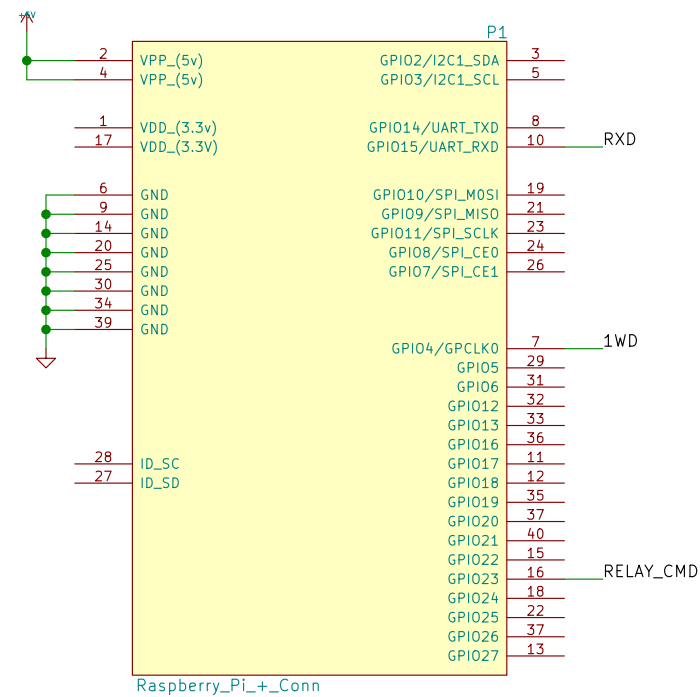 +5V
P1
2 VPP_(5v) GPIO2/I2C1_SDA 3
4 VPP_(5v) GPIO3/I2C1_SCL 5
1 VDD_(3.3v) GPIO14/UART_TXD 8
17 VDD_(3.3V) GPIO15/UART_RXD 10 RXD
6 GND GPIO10/SPI_M0SI 19
9 GND GPIO9/SPI_MISO 21
14 GND GPIO11/SPI_SCLK 23
20 GND GPIO8/SPI_CE0 24
25 GND GPIO7/SPI_CE1 26
30 GND
34 GND
39 GND
GPIO4/GPCLK0 7 1WD
GPIO5 29
GPIO6 31
GPIO12 32
GPIO13 33
GPIO16 36
28 ID_SC GPIO17 11
27 ID_SD GPIO18 12
GPIO19 35
GPIO20 37
GPIO21 40
GPIO22 15
GPIO23 16 RELAY_CMD
GPIO24 18
GPIO25 22
GPIO26 37
GPIO27 13
Raspberry_Pi_+_Conn